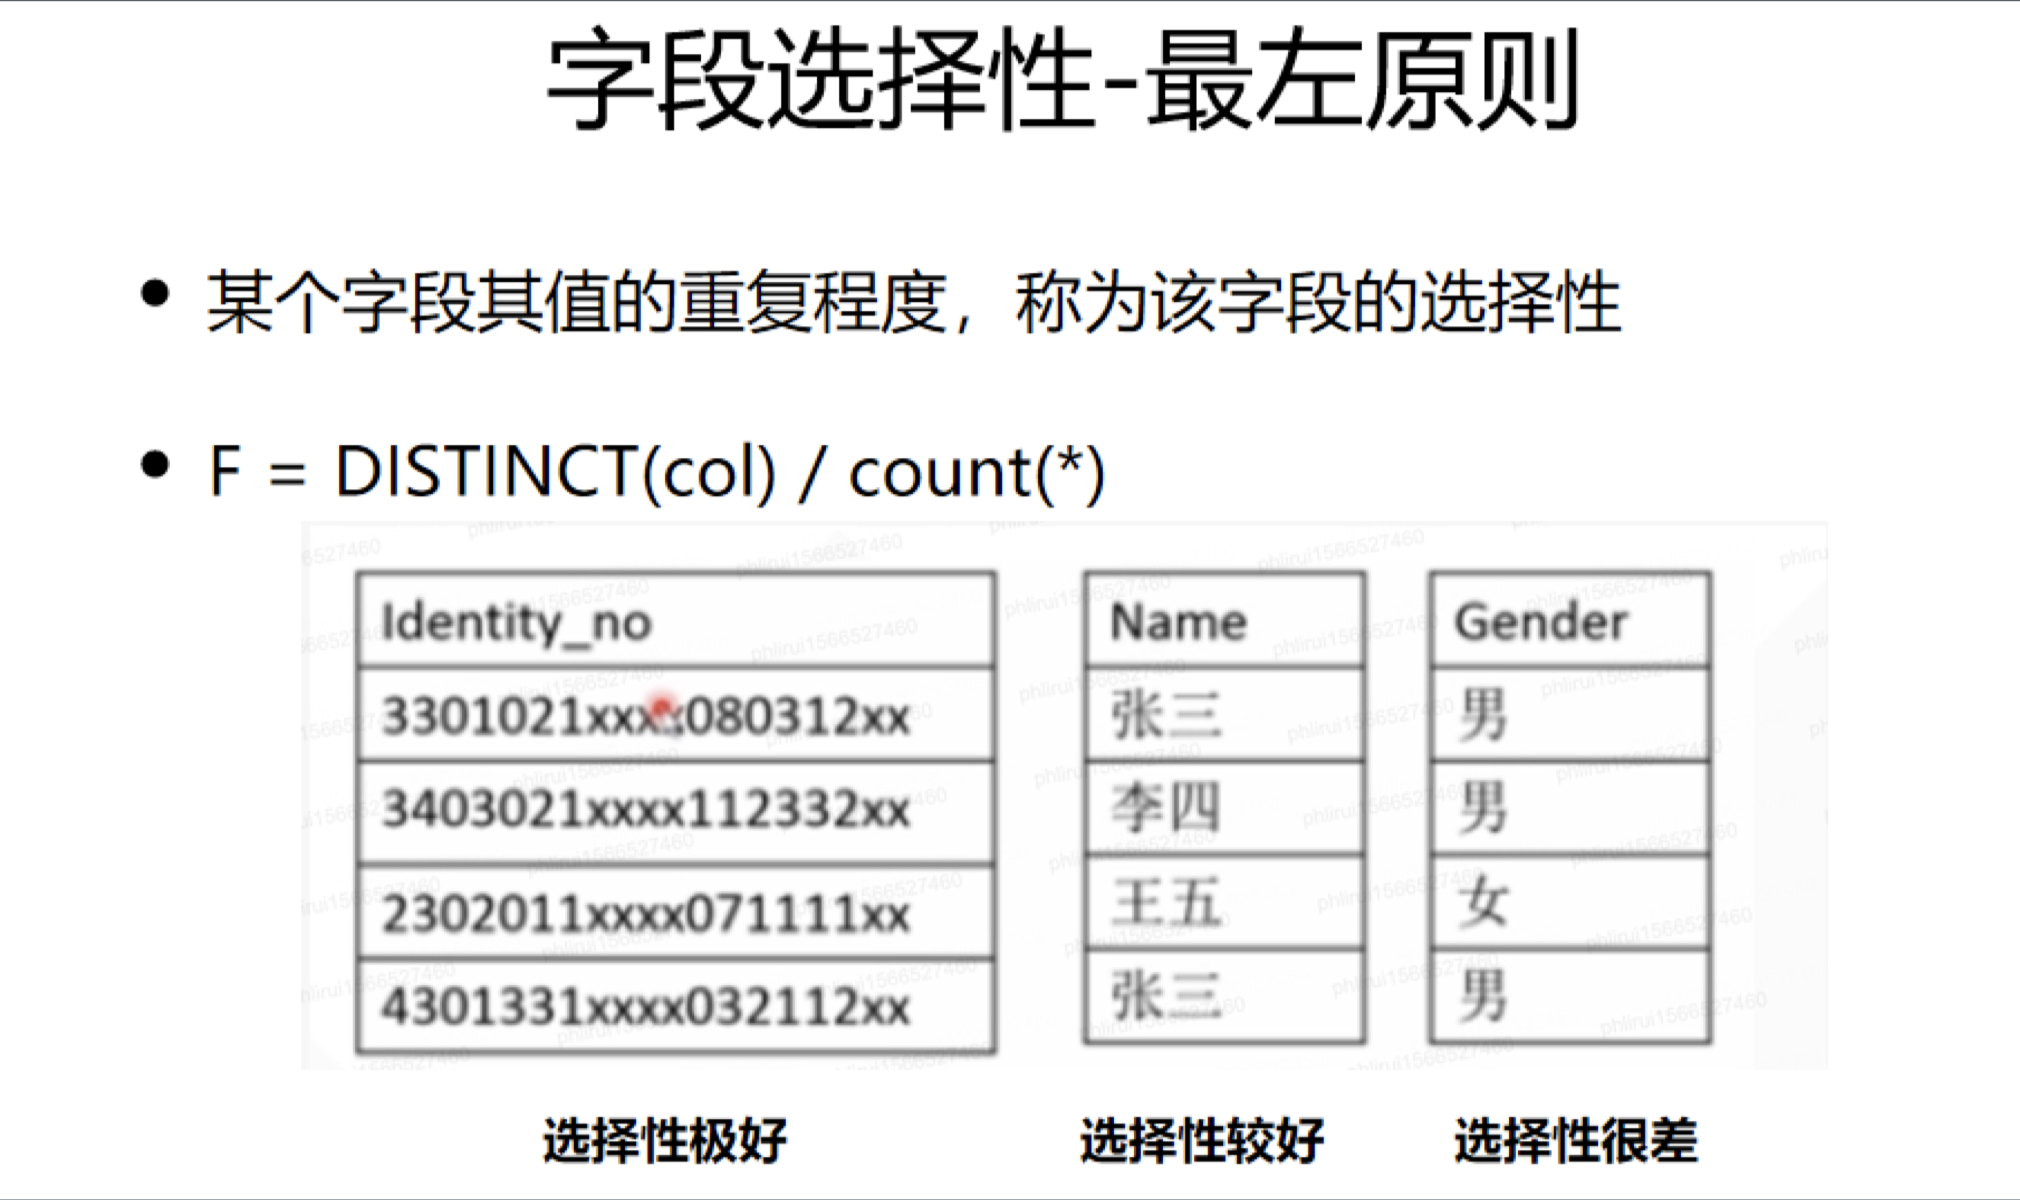 字段选择性-最左原则
• 某个字段其值的重复程度，称为该字段的选择性
• F = DISTINCT(col) / count(*)
Identity_no Name Gender
3301021xxxx080312xx 张三 男
3403021xxxx112332xx 李四 男
2302011xxxx071111xx 王五 女
4301331xxxx032112xx 张三 男
选择性极好 选择性较好 选择性很差
phlirui1566527460